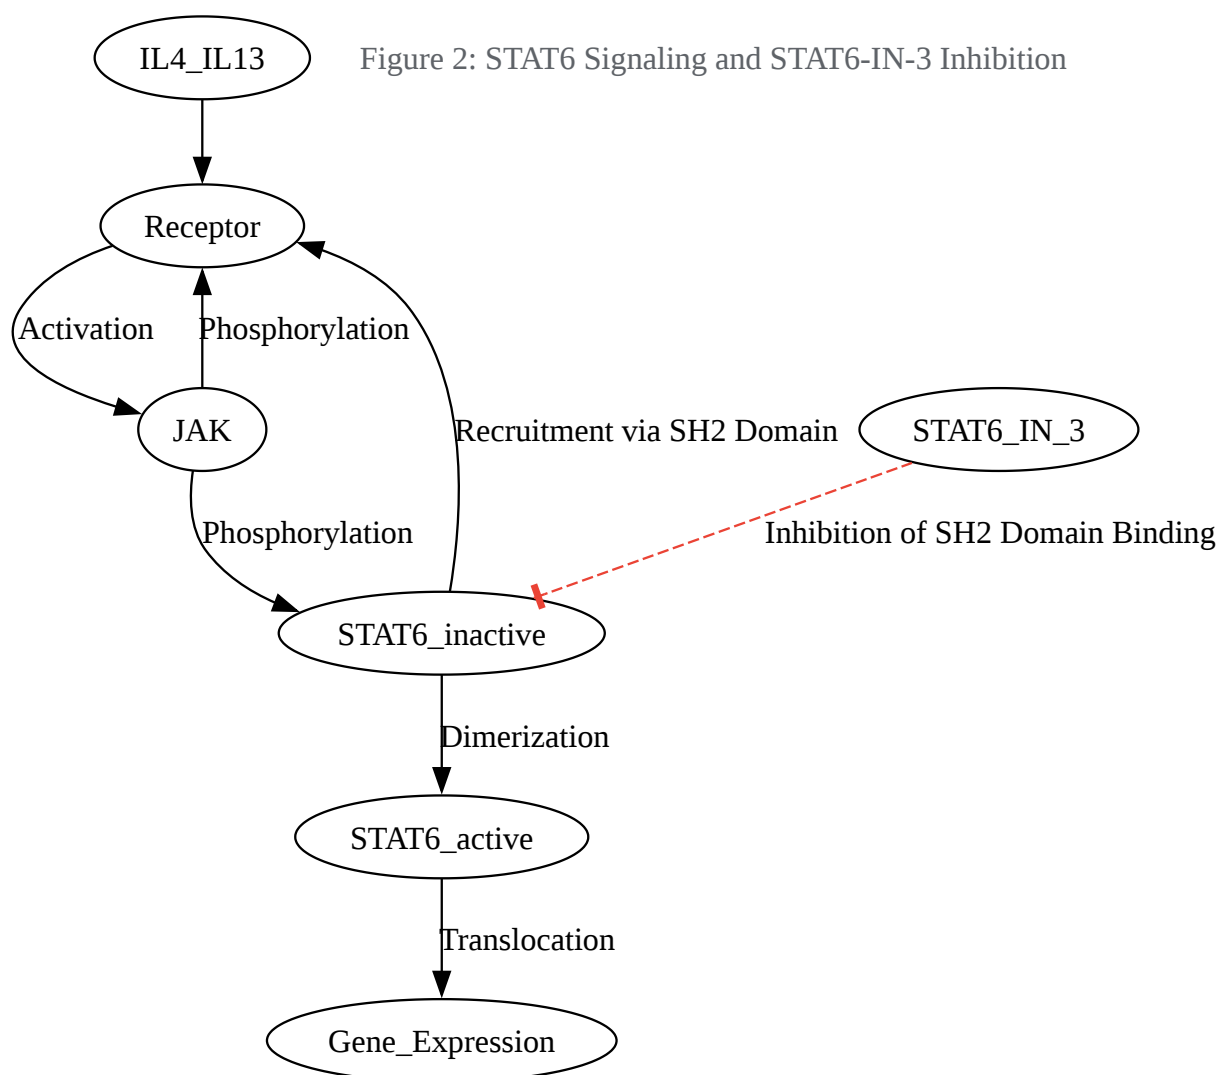 IL4_IL13
Figure 2: STAT6 Signaling and STAT6-IN-3 Inhibition
Receptor
Activation
Phosphorylation
JAK
Recruitment via SH2 Domain
STAT6_IN_3
Phosphorylation
Inhibition of SH2 Domain Binding
STAT6_inactive
Dimerization
STAT6_active
Translocation
Gene_Expression